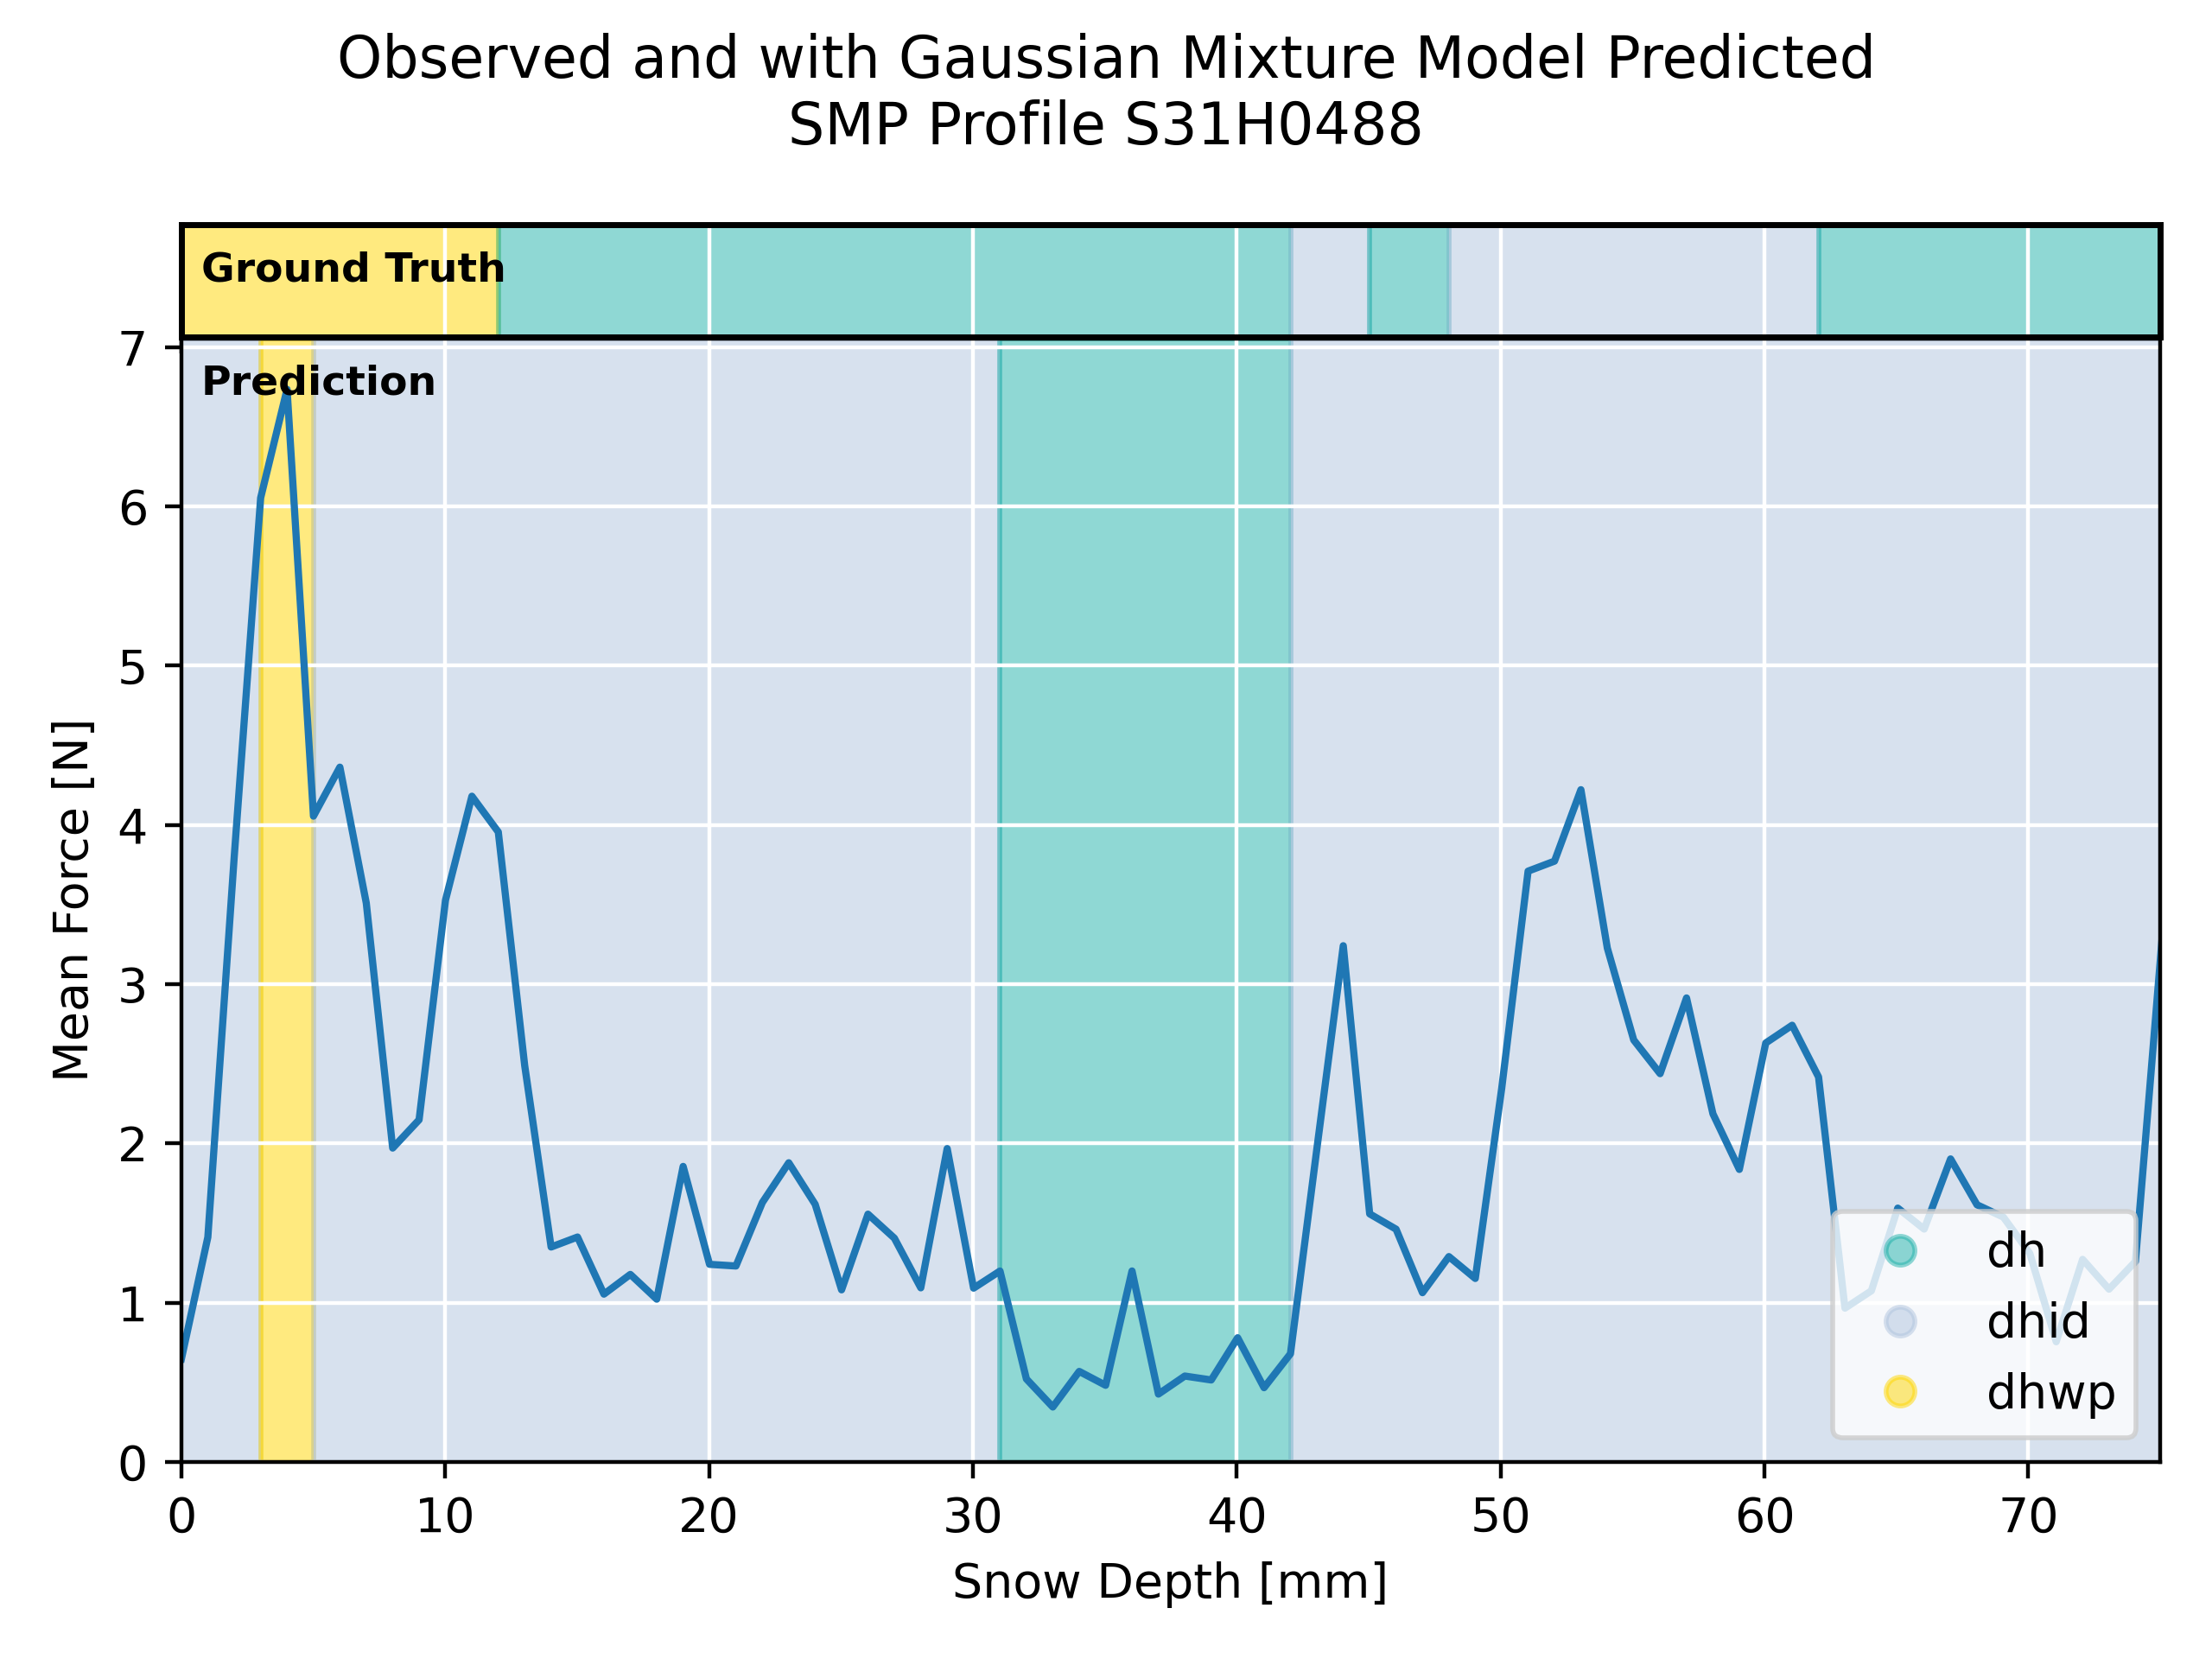 Observed and with Gaussian Mixture Model Predicted
SMP Profile S31H0488
Ground Truth
Prediction
7
6
5
4
3
2
1
0
Mean Force [N]
0 10 20 30 40 50 60 70
Snow Depth [mm]
dh
dhid
dhwp